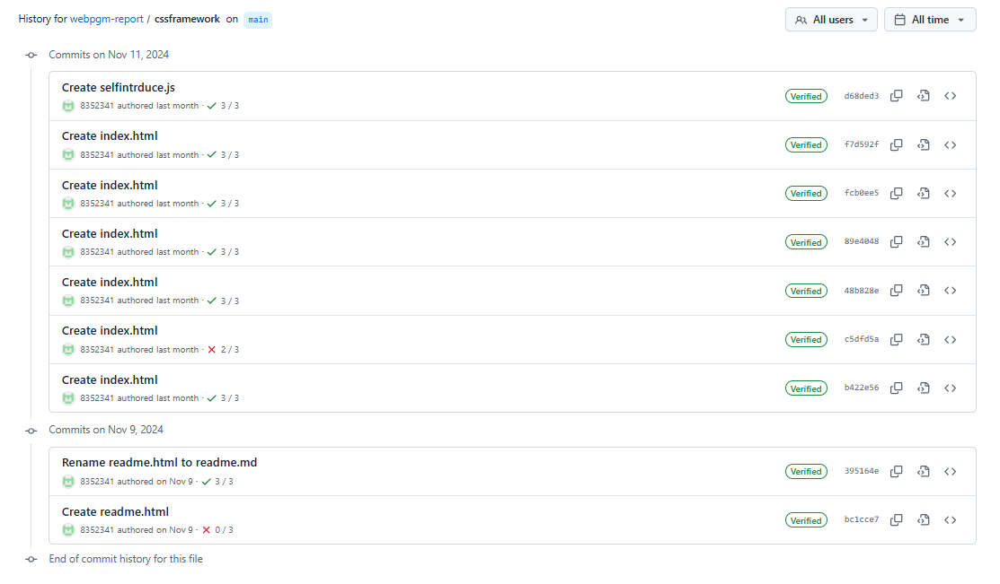 History for webpgm-report / cssframework on main
All users
All time
Commits on Nov 11, 2024
Create selfintrduce.js
8352341 authored last month · 3 / 3
Verified
d68ded3
Create index.html
8352341 authored last month · 3 / 3
Verified
f7d592f
Create index.html
8352341 authored last month · 3 / 3
Verified
fcb0ee5
Create index.html
8352341 authored last month · 3 / 3
Verified
89e4048
Create index.html
8352341 authored last month · 3 / 3
Verified
48b828e
Create index.html
8352341 authored last month · 2 / 3
Verified
c5dfd5a
Create index.html
8352341 authored last month · 3 / 3
Verified
b422e56
Commits on Nov 9, 2024
Rename readme.html to readme.md
8352341 authored on Nov 9 · 3 / 3
Verified
395164e
Create readme.html
8352341 authored on Nov 9 · 0 / 3
Verified
bc1cce7
End of commit history for this file